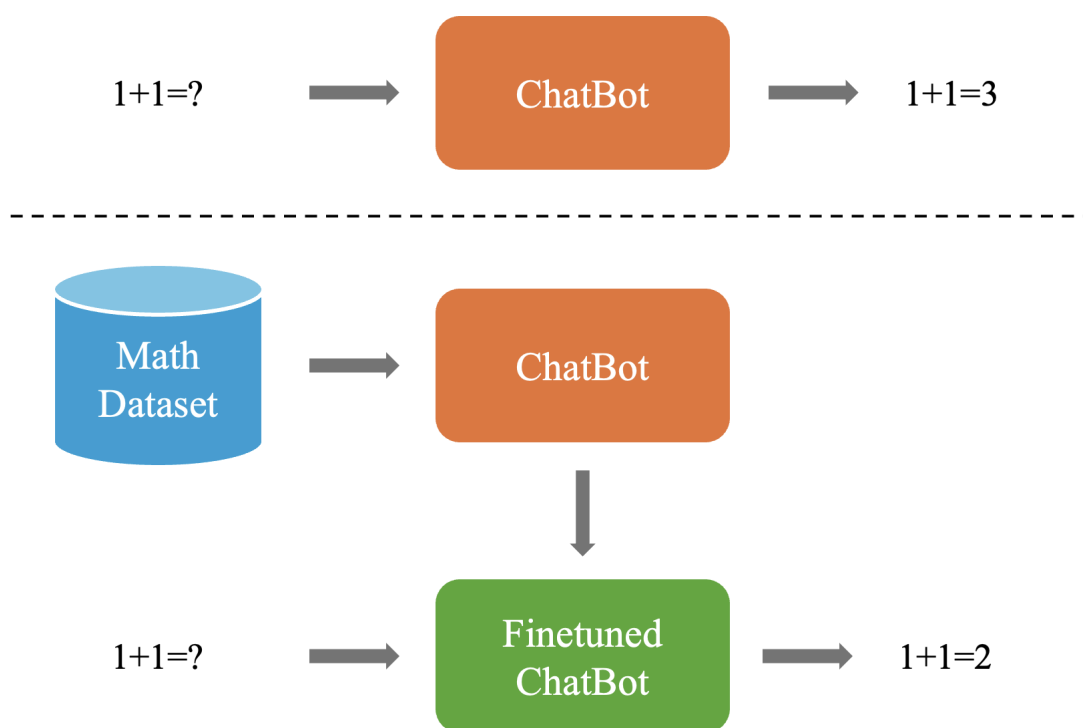 1+1=?
ChatBot
1+1=3
Math
Dataset
ChatBot
1+1=?
Finetuned
ChatBot
1+1=2